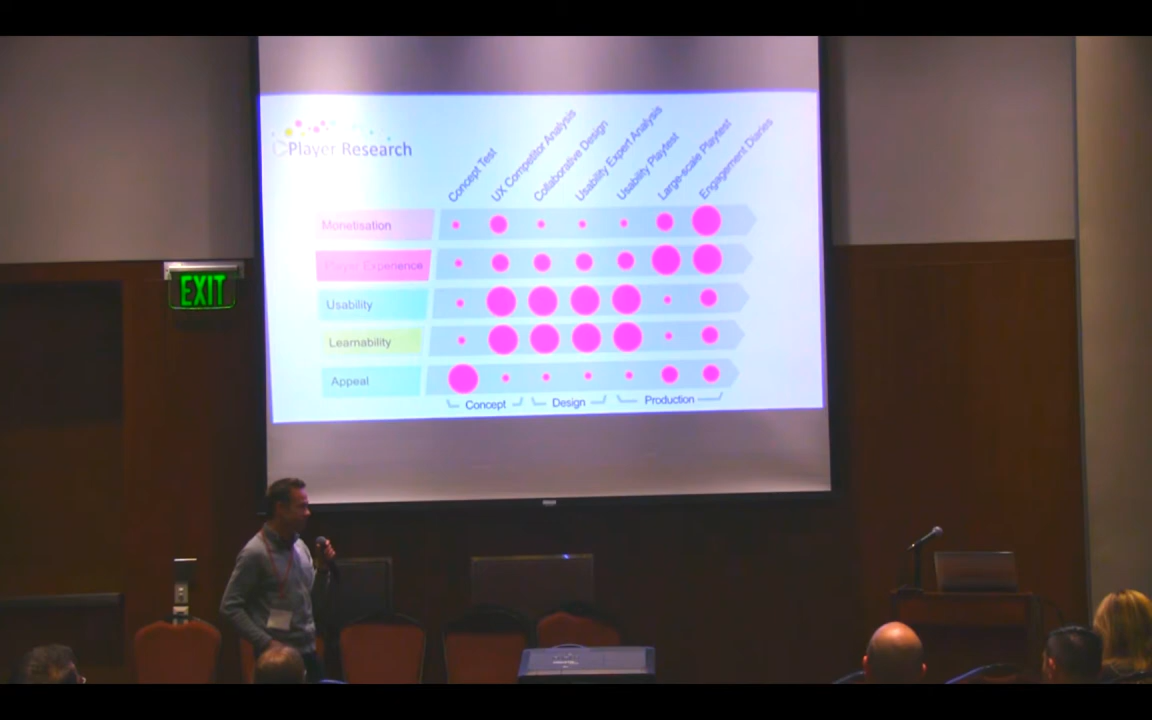 Player Research
Concept Test
UX Competitor Analysis
Collaborative Design
Usability Expert Analysis
Usability Playtest
Large-scale Playtest
Engagement Diaries
Monetisation
Player Experience
Usability
Learnability
Appeal
Concept
Design
Production
EXIT